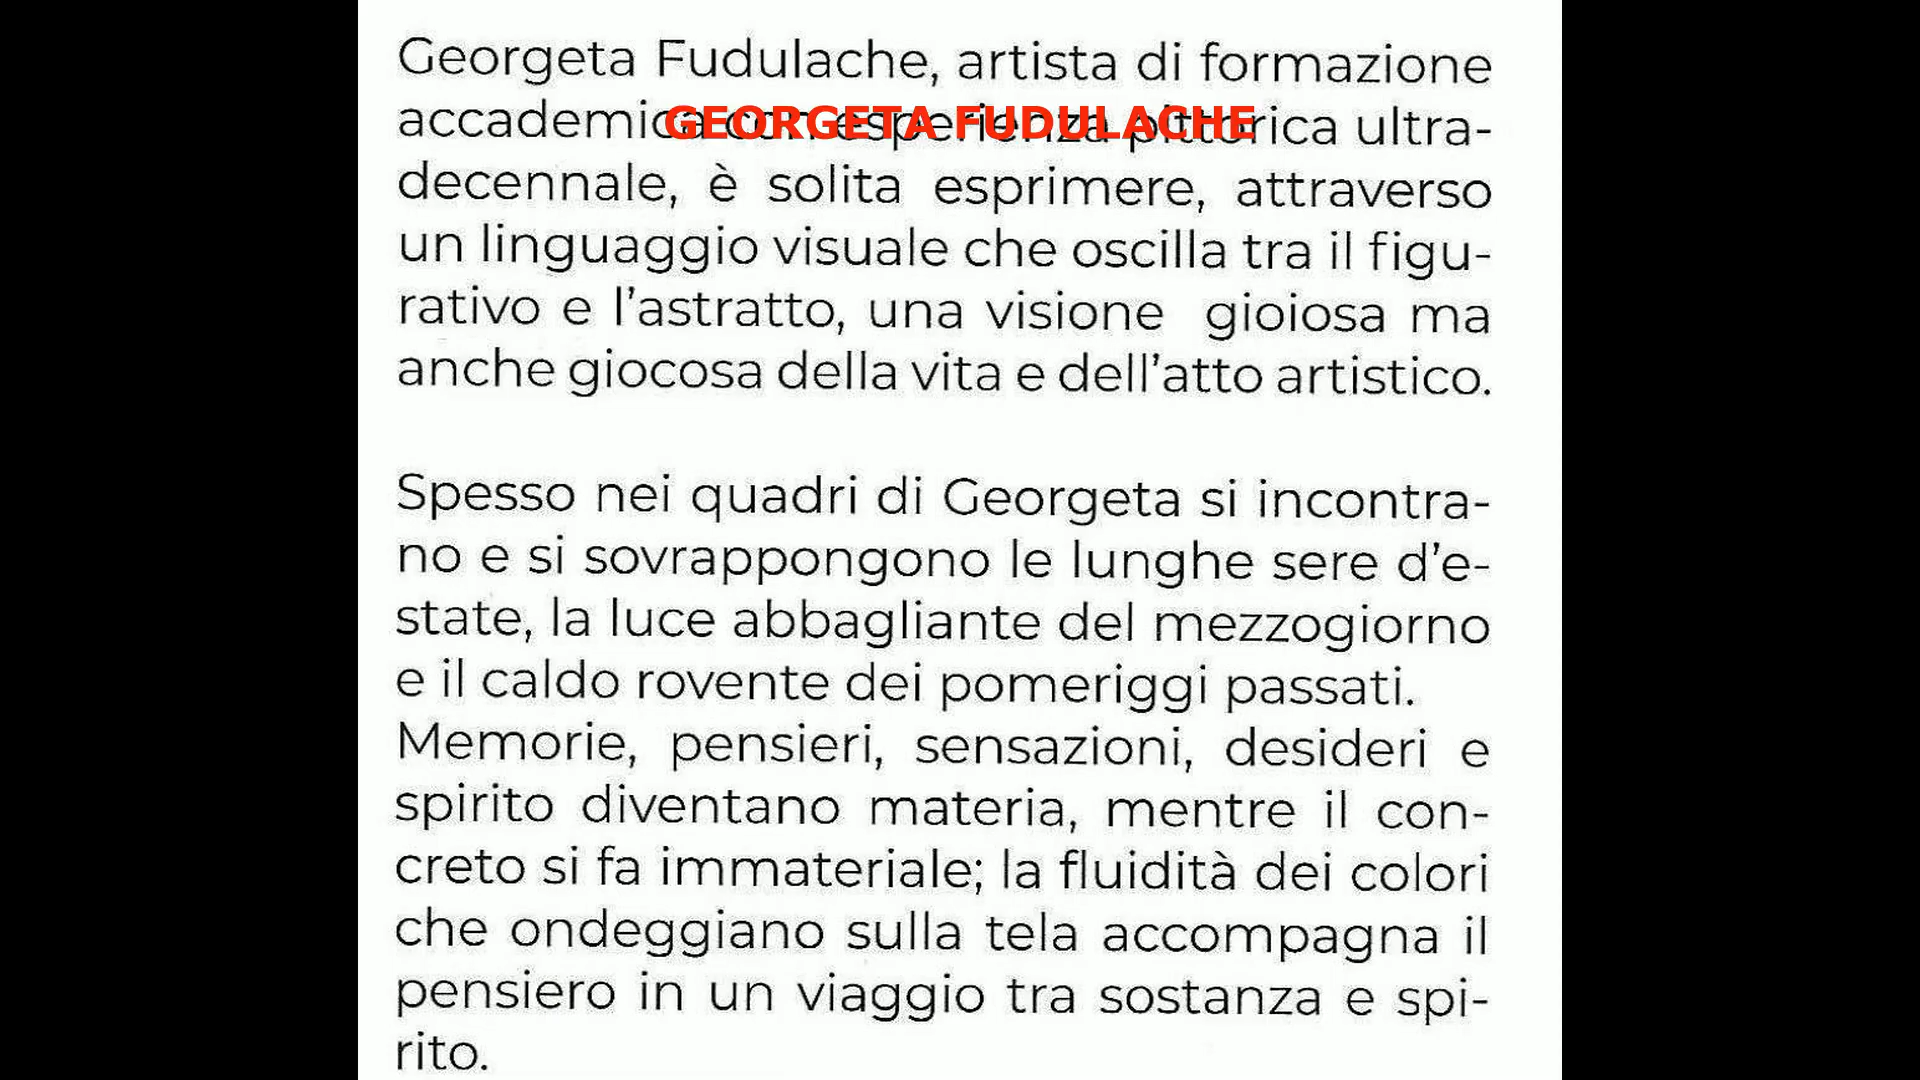 Georgeta Fudulache, artista di formazione
accademica con esperienza pittorica ultra-
GEORGETA FUDULACHE
decennale, è solita esprimere, attraverso
un linguaggio visuale che oscilla tra il figu-
rativo e l'astratto, una visione gioiosa ma
anche giocosa della vita e dell'atto artistico.
Spesso nei quadri di Georgeta si incontra-
no e si sovrappongono le lunghe sere d'e-
state, la luce abbagliante del mezzogiorno
e il caldo rovente dei pomeriggi passati.
Memorie, pensieri, sensazioni, desideri e
spirito diventano materia, mentre il con-
creto si fa immateriale; la fluidità dei colori
che ondeggiano sulla tela accompagna il
pensiero in un viaggio tra sostanza e spi-
rito.